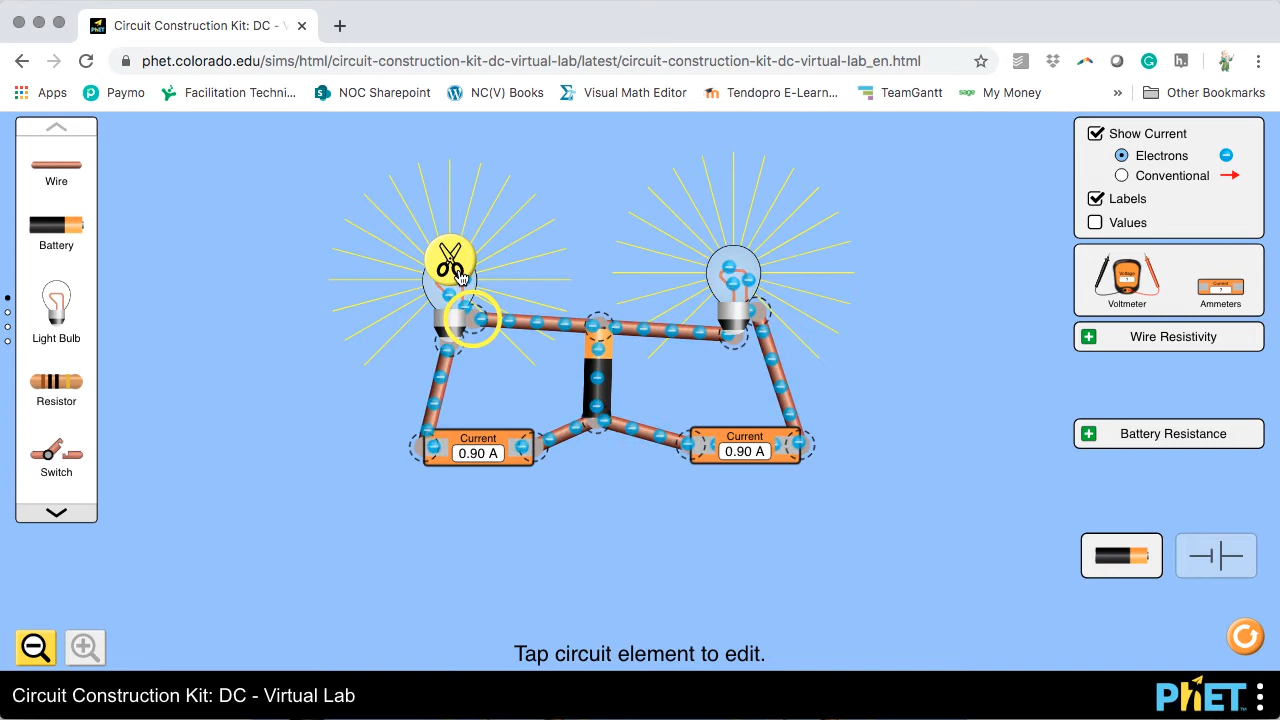 Circuit Construction Kit: DC - V
phet.colorado.edu/sims/html/circuit-construction-kit-dc-virtual-lab/latest/circuit-construction-kit-dc-virtual-lab_en.html
Apps Paymo Facilitation Techni... NOC Sharepoint NC(V) Books Visual Math Editor Tendopro E-Learn... TeamGantt sage My Money » Other Bookmarks
Wire
Battery
Light Bulb
Resistor
Switch
Show Current
Electrons
Conventional
Labels
Values
Voltage
?
Voltmeter
Current
?
Ammeters
Wire Resistivity
Battery Resistance
Current
0.90 A
Current
0.90 A
Tap circuit element to edit.
Circuit Construction Kit: DC - Virtual Lab
PhET